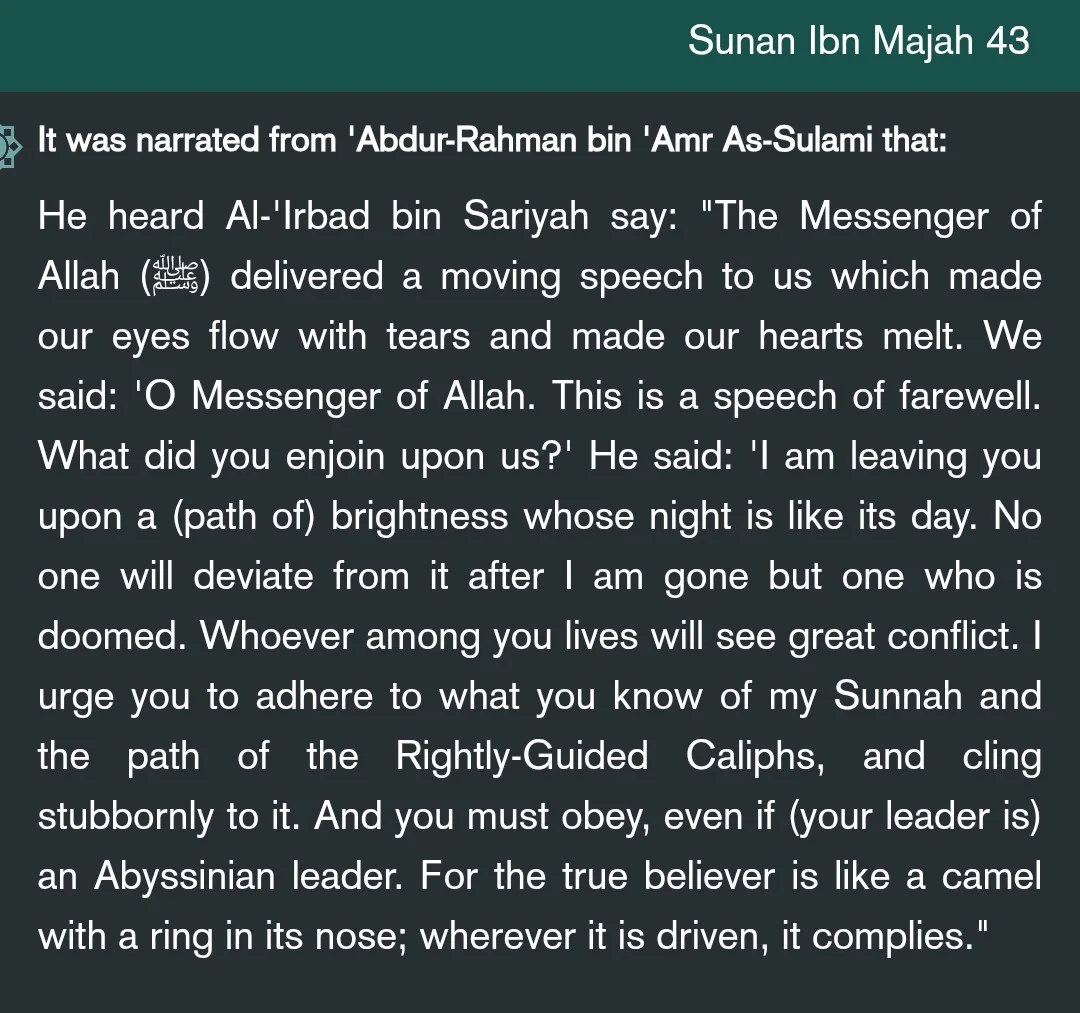 Sunan Ibn Majah 43
It was narrated from 'Abdur-Rahman bin 'Amr As-Sulami that:
He heard Al-'Irbad bin Sariyah say: "The Messenger of
Allah (ﷺ) delivered a moving speech to us which made
our eyes flow with tears and made our hearts melt. We
said: 'O Messenger of Allah. This is a speech of farewell.
What did you enjoin upon us?' He said: 'I am leaving you
upon a (path of) brightness whose night is like its day. No
one will deviate from it after I am gone but one who is
doomed. Whoever among you lives will see great conflict. I
urge you to adhere to what you know of my Sunnah and
the path of the Rightly-Guided Caliphs, and cling
stubbornly to it. And you must obey, even if (your leader is)
an Abyssinian leader. For the true believer is like a camel
with a ring in its nose; wherever it is driven, it complies."